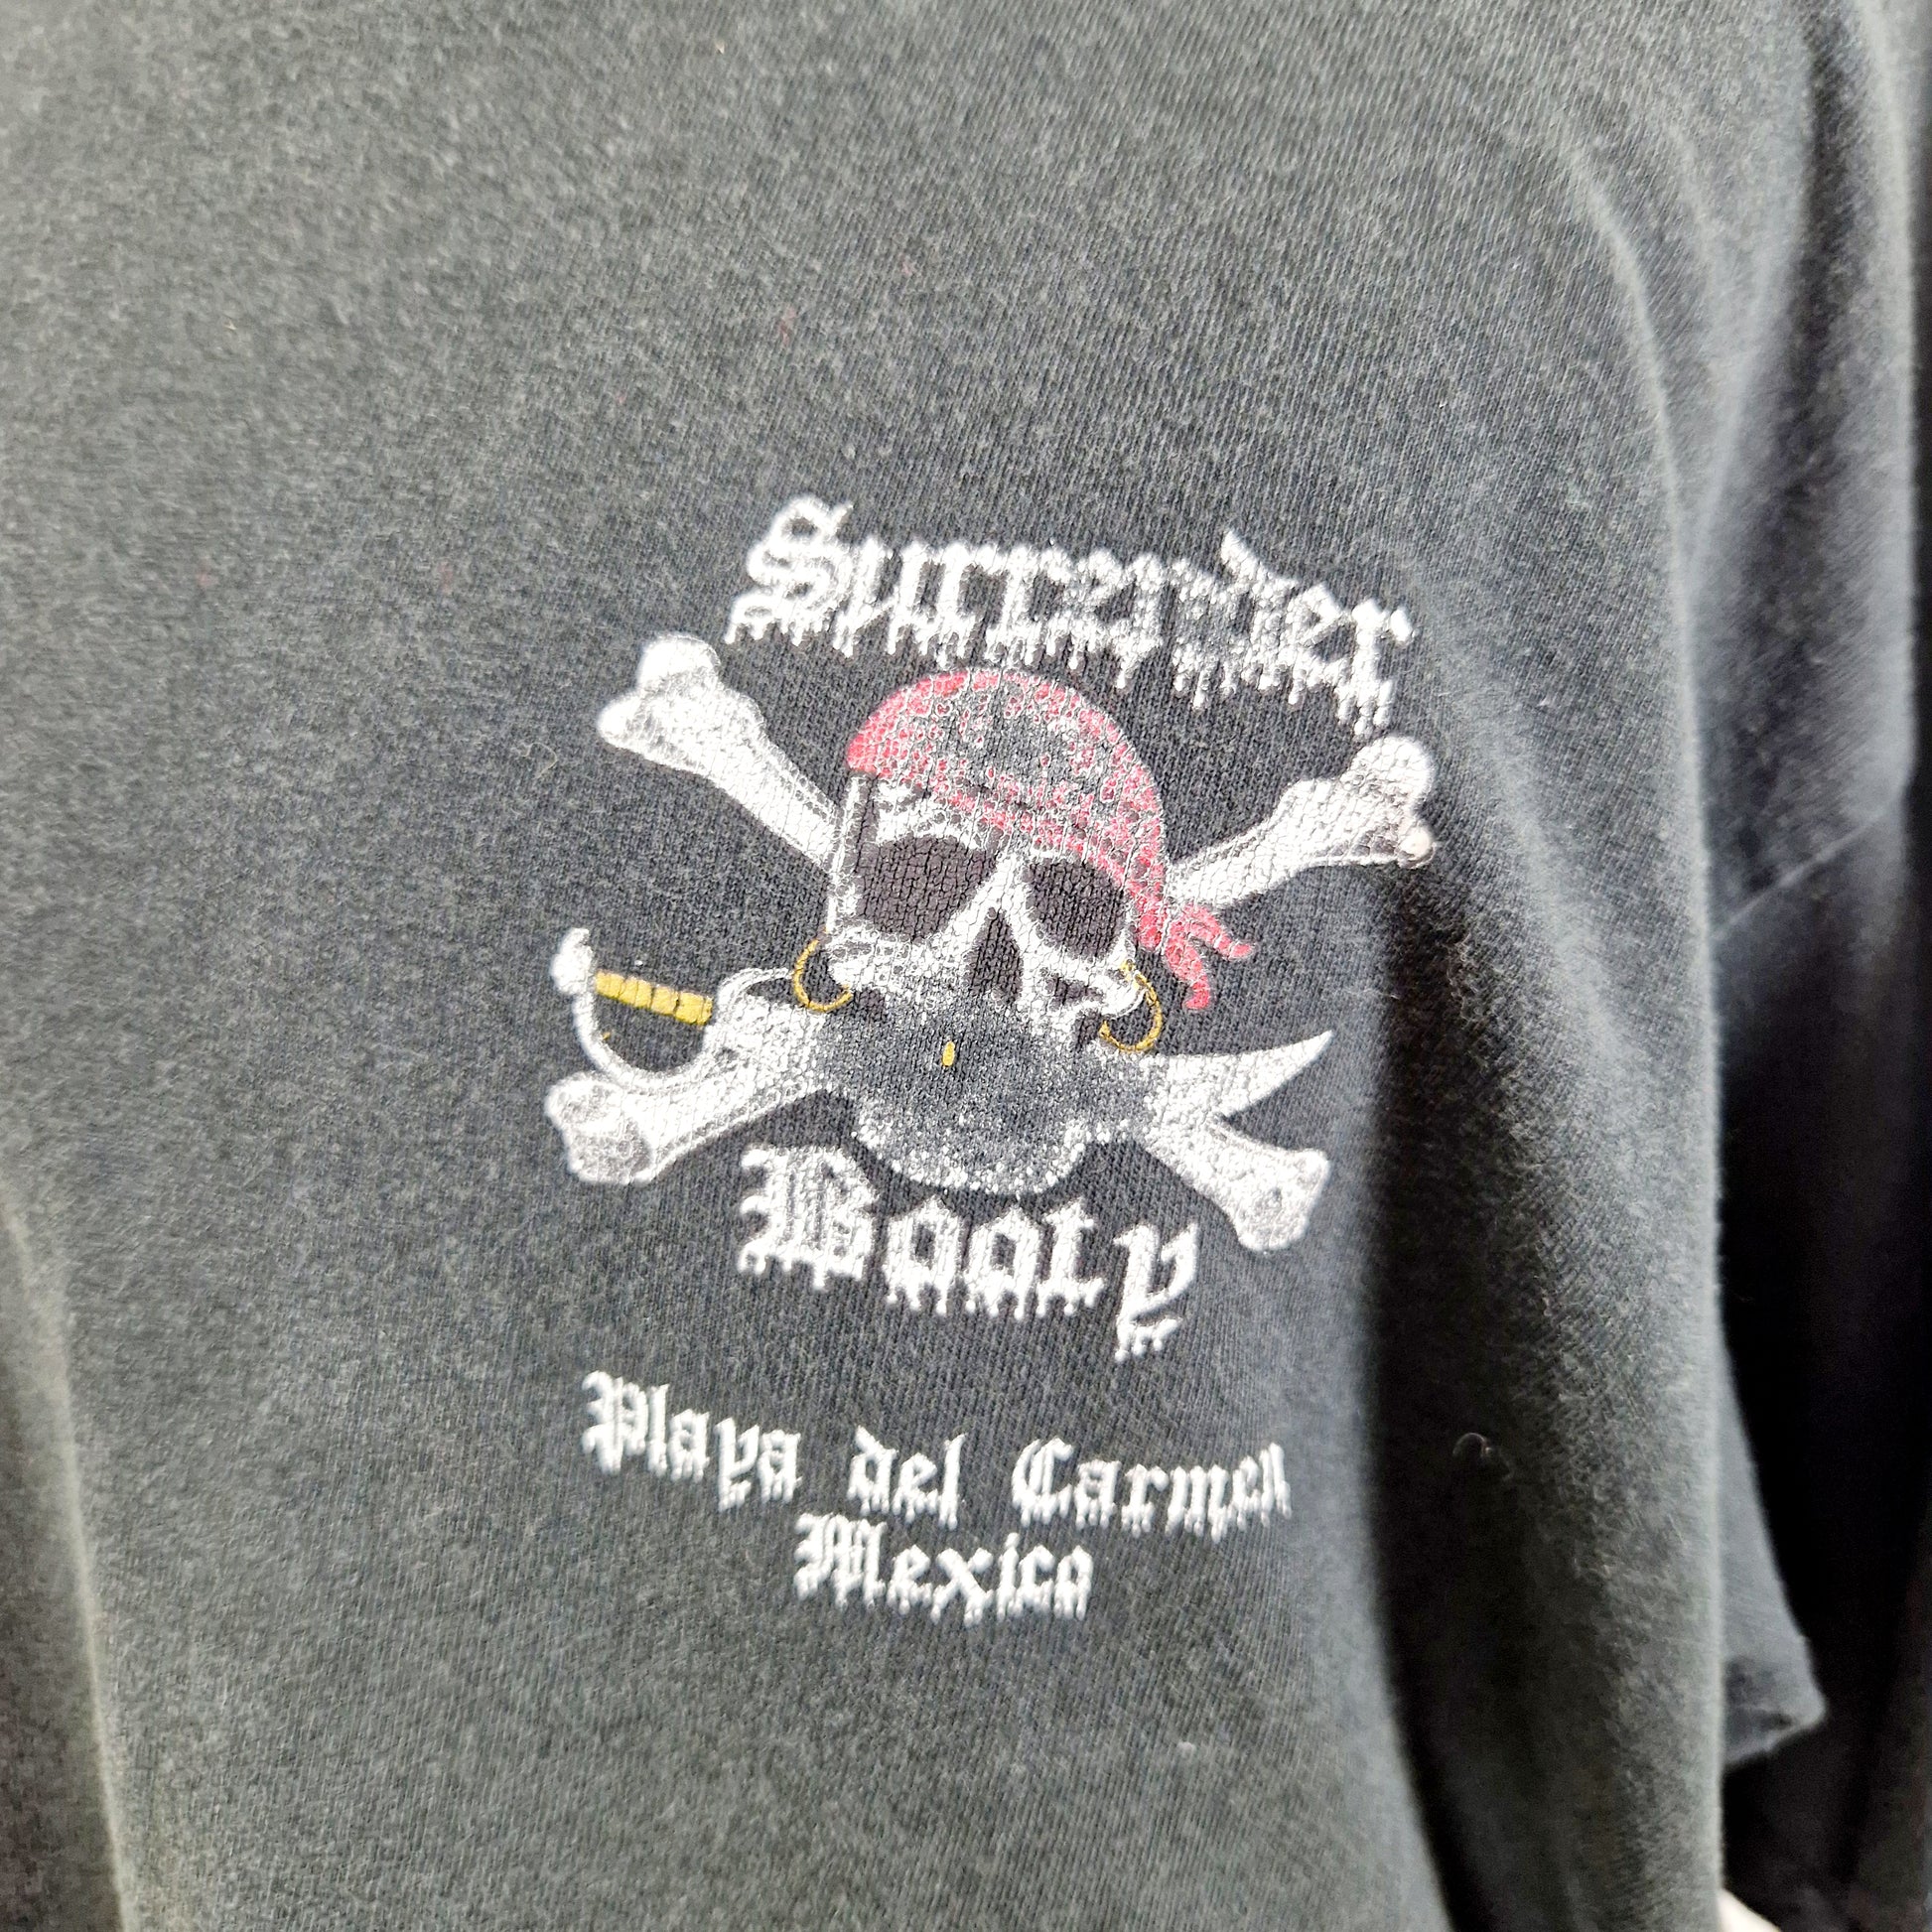 Surrender
Booty
Playa del Carmen
Mexico